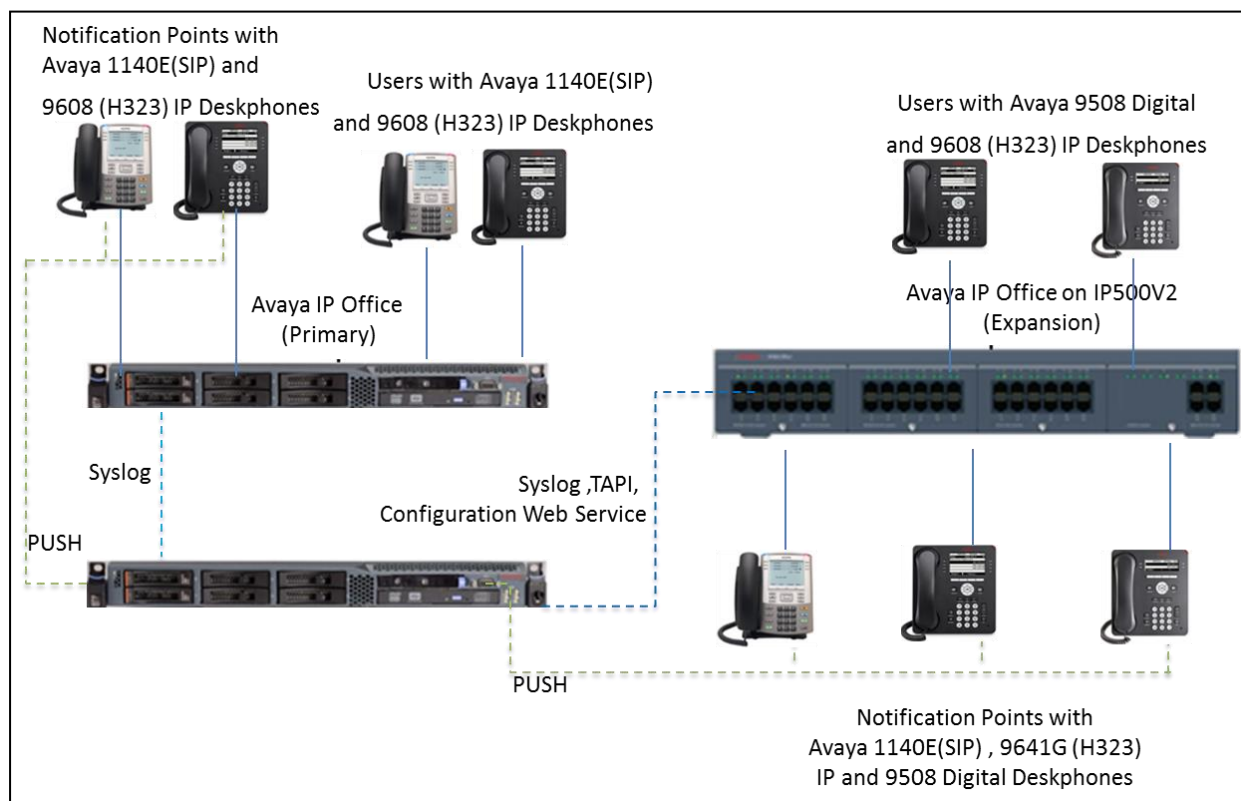 Notification Points with
Avaya 1140E(SIP) and
9608 (H323) IP Deskphones
Users with Avaya 1140E(SIP)
and 9608 (H323) IP Deskphones
Users with Avaya 9508 Digital
and 9608 (H323) IP Deskphones
Avaya IP Office
(Primary)
Avaya IP Office on IP500V2
(Expansion)
Syslog
Syslog ,TAPI,
Configuration Web Service
PUSH
PUSH
Notification Points with
Avaya 1140E(SIP) , 9641G (H323)
IP and 9508 Digital Deskphones